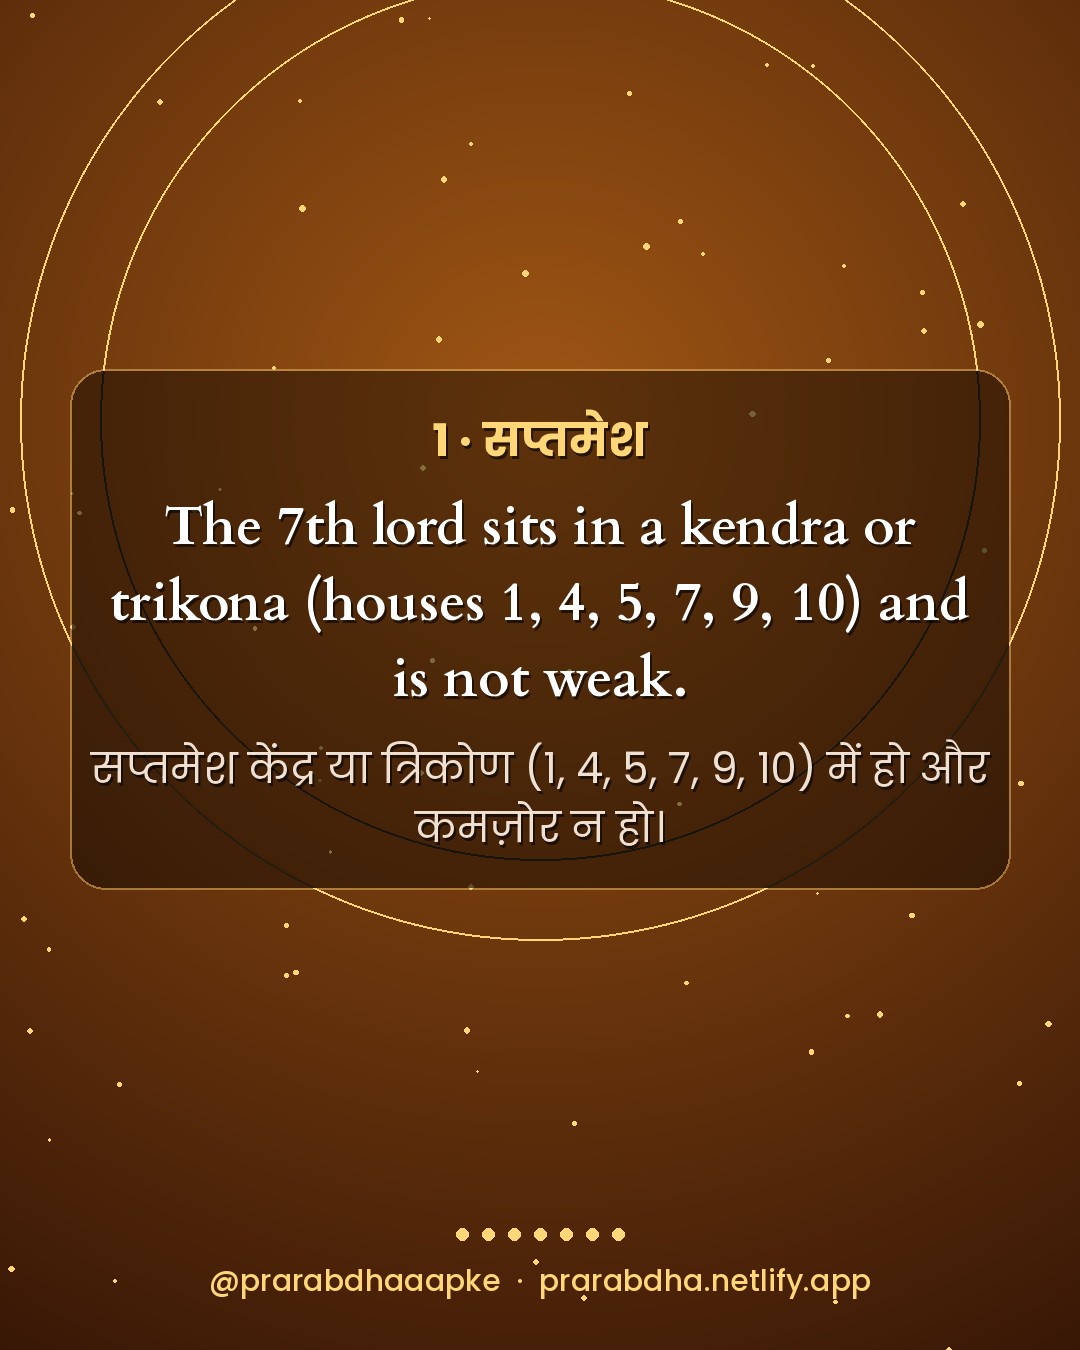 1 · सप्तमेश
The 7th lord sits in a kendra or
trikona (houses 1, 4, 5, 7, 9, 10) and
is not weak.
सप्तमेश केंद्र या त्रिकोण (1, 4, 5, 7, 9, 10) में हो और
कमज़ोर न हो।
@prarabdhaaapke · prarabdha.netlify.app